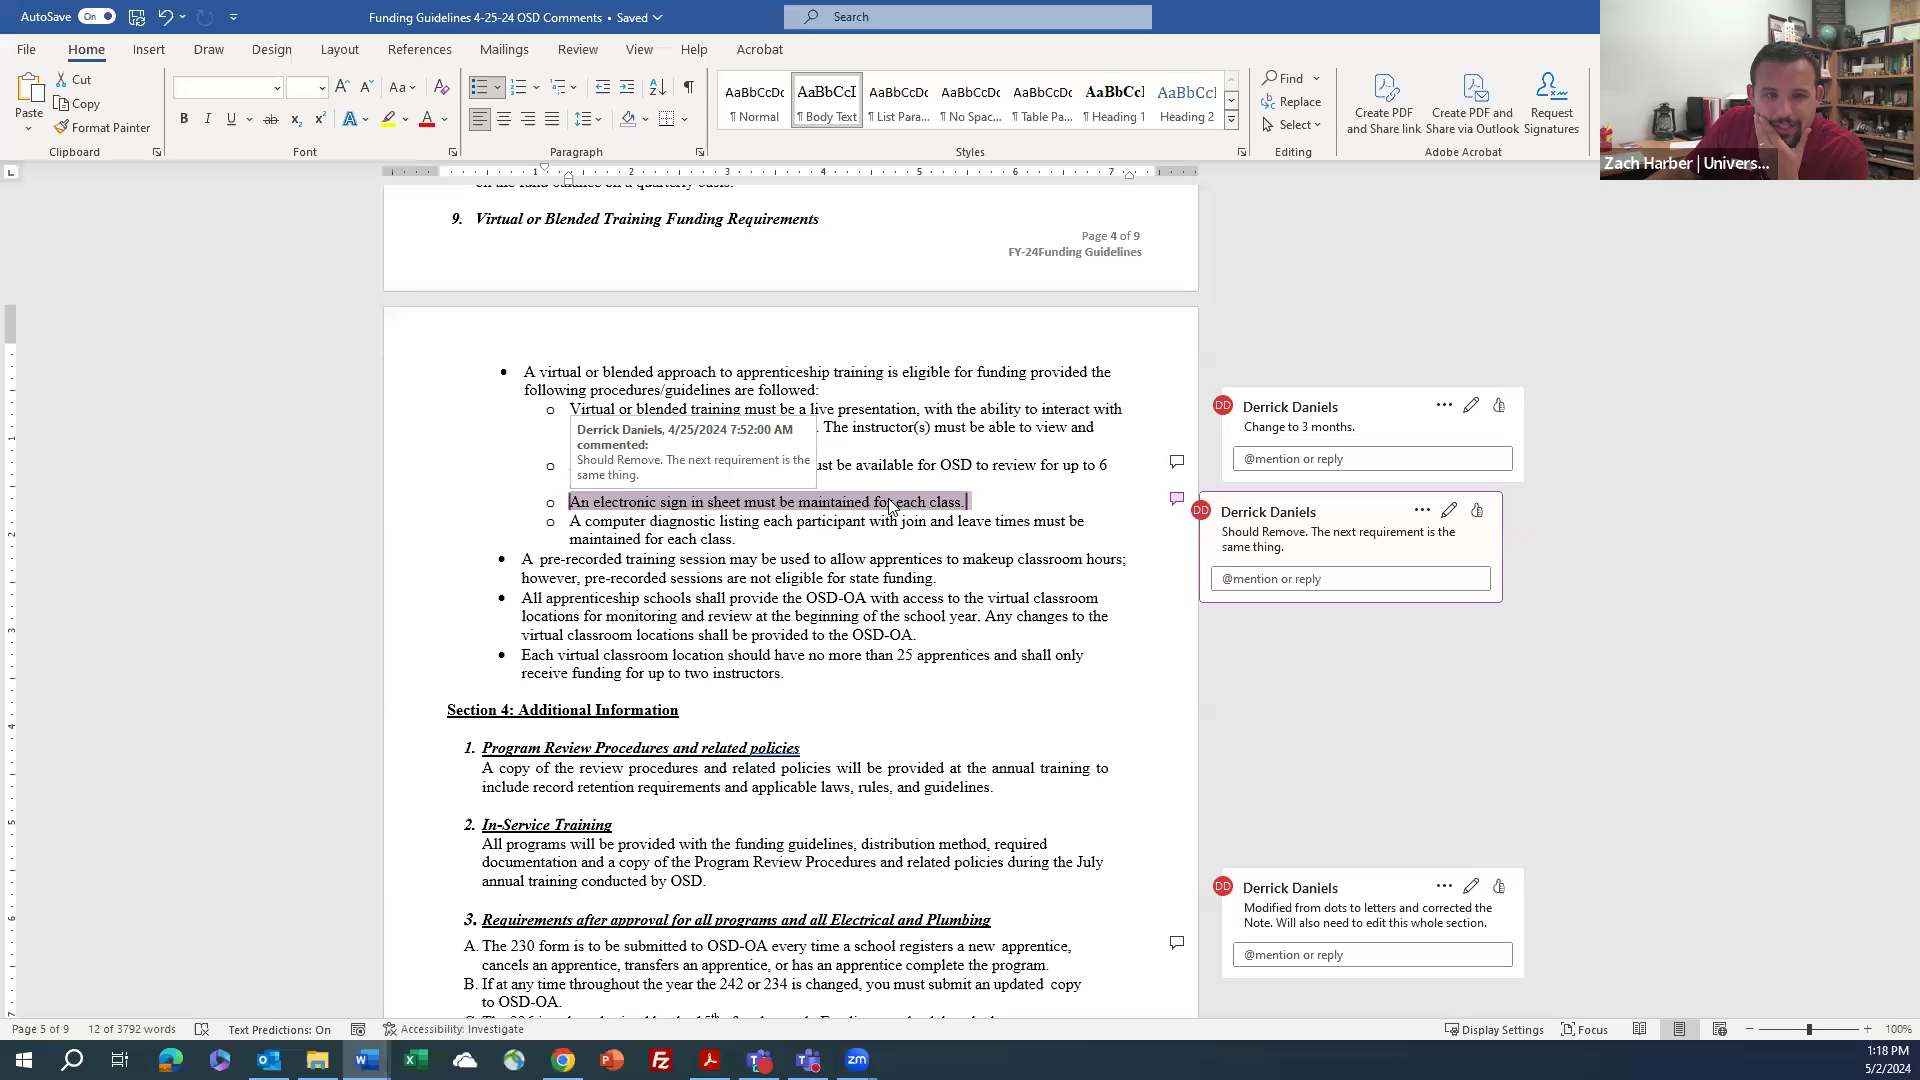 AutoSave On Funding Guidelines 4-25-24 OSD Comments • Saved Search
File Home Insert Draw Design Layout References Mailings Review View Help Acrobat
Paste Cut Copy Format Painter
Find Replace Select
AaBbCcDc AaBbCcI AaBbCcDc AaBbCcDc AaBbCcDc AaBbCcI AaBbCcI
¶ Normal ¶ Body Text ¶ List Para... ¶ No Spac... ¶ Table Pa... ¶ Heading 1 Heading 2
Create PDF and Share link Create PDF and Share via Outlook Request Signatures
Clipboard Font Paragraph Styles Editing Adobe Acrobat
Zach Harber | Univers...
on the fund balance on a quarterly basis.
9. Virtual or Blended Training Funding Requirements
Page 4 of 9
FY-24Funding Guidelines
• A virtual or blended approach to apprenticeship training is eligible for funding provided the
following procedures/guidelines are followed:
o Virtual or blended training must be a live presentation, with the ability to interact with
. The instructor(s) must be able to view and
Derrick Daniels, 4/25/2024 7:52:00 AM
commented:
Should Remove. The next requirement is the
same thing.
must be available for OSD to review for up to 6
o An electronic sign in sheet must be maintained for each class.
o A computer diagnostic listing each participant with join and leave times must be
maintained for each class.
• A pre-recorded training session may be used to allow apprentices to makeup classroom hours;
however, pre-recorded sessions are not eligible for state funding.
• All apprenticeship schools shall provide the OSD-OA with access to the virtual classroom
locations for monitoring and review at the beginning of the school year. Any changes to the
virtual classroom locations shall be provided to the OSD-OA.
• Each virtual classroom location should have no more than 25 apprentices and shall only
receive funding for up to two instructors.
Section 4: Additional Information
1. Program Review Procedures and related policies
A copy of the review procedures and related policies will be provided at the annual training to
include record retention requirements and applicable laws, rules, and guidelines.
2. In-Service Training
All programs will be provided with the funding guidelines, distribution method, required
documentation and a copy of the Program Review Procedures and related policies during the July
annual training conducted by OSD.
3. Requirements after approval for all programs and all Electrical and Plumbing
A. The 230 form is to be submitted to OSD-OA every time a school registers a new apprentice,
cancels an apprentice, transfers an apprentice, or has an apprentice complete the program.
B. If at any time throughout the year the 242 or 234 is changed, you must submit an updated copy
to OSD-OA.
DD Derrick Daniels
Change to 3 months.
@mention or reply
DD Derrick Daniels
Should Remove. The next requirement is the
same thing.
@mention or reply
DD Derrick Daniels
Modified from dots to letters and corrected the
Note. Will also need to edit this whole section.
@mention or reply
Page 5 of 9 12 of 3792 words Text Predictions: On Accessibility: Investigate Display Settings Focus 100%
1:18 PM
5/2/2024